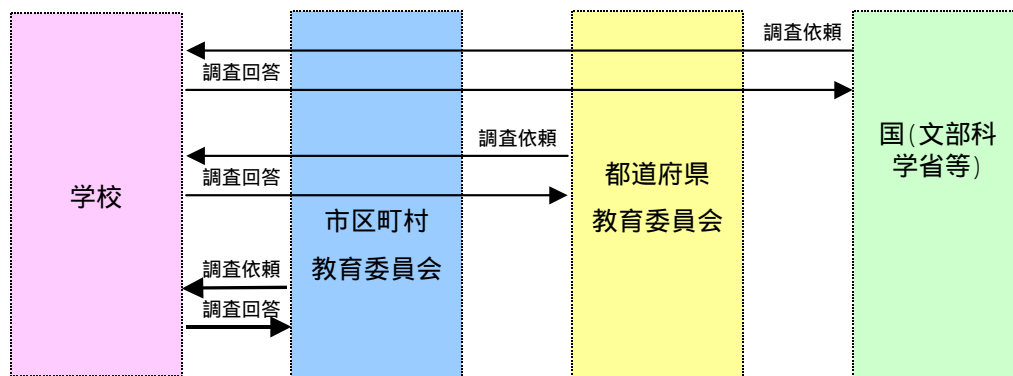 調査依頼
調査回答
調査依頼
調査回答
調査依頼
調査回答
学校
市区町村
教育委員会
都道府県
教育委員会
国(文部科
学省等)